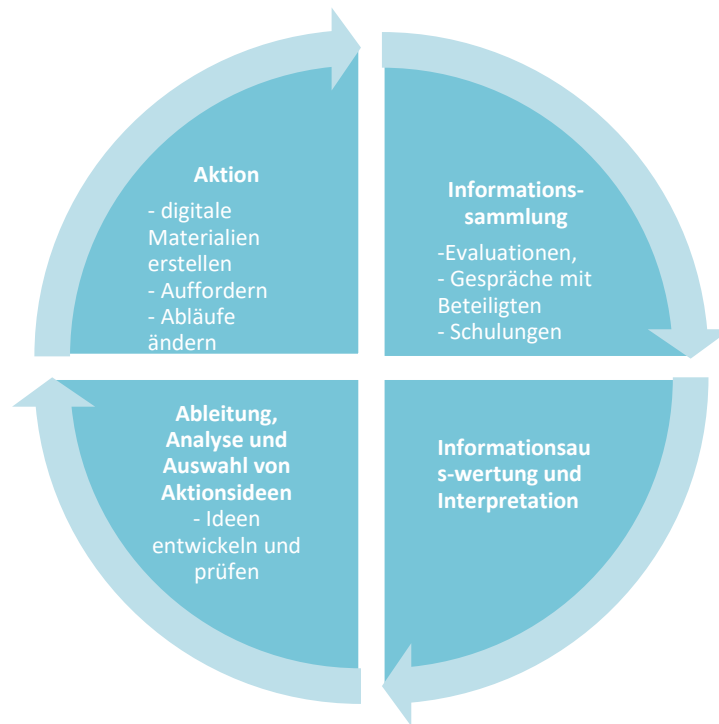 Aktion
- digitale
Materialien
erstellen
- Auffordern
- Abläufe
ändern
Informations-
sammlung
-Evaluationen,
- Gespräche mit
Beteiligten
- Schulungen
Informationsau
s-wertung und
Interpretation
Ableitung,
Analyse und
Auswahl von
Aktionsideen
- Ideen
entwickeln und
prüfen